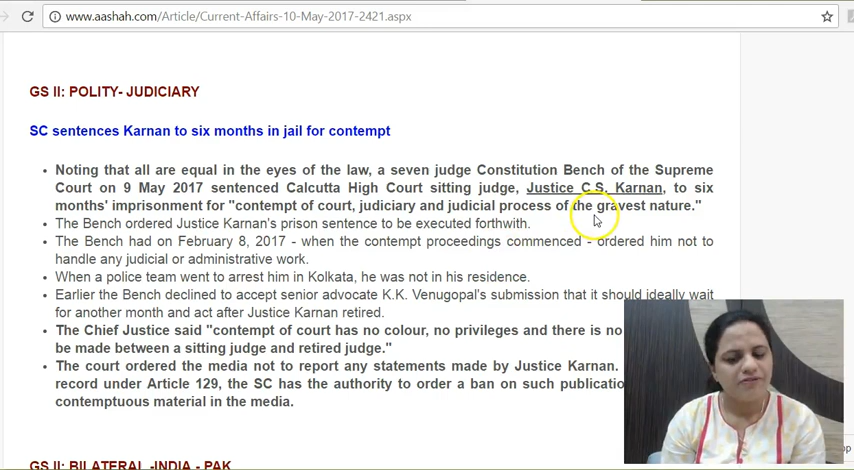 www.aashah.com/Article/Current-Affairs-10-May-2017-2421.aspx
GS II: POLITY- JUDICIARY
SC sentences Karnan to six months in jail for contempt
• Noting that all are equal in the eyes of the law, a seven judge Constitution Bench of the Supreme
Court on 9 May 2017 sentenced Calcutta High Court sitting judge, Justice C.S. Karnan, to six
months' imprisonment for "contempt of court, judiciary and judicial process of the gravest nature."
• The Bench ordered Justice Karnan's prison sentence to be executed forthwith.
• The Bench had on February 8, 2017 - when the contempt proceedings commenced - ordered him not to
handle any judicial or administrative work.
• When a police team went to arrest him in Kolkata, he was not in his residence.
• Earlier the Bench declined to accept senior advocate K.K. Venugopal's submission that it should ideally wait
for another month and act after Justice Karnan retired.
• The Chief Justice said "contempt of court has no colour, no privileges and there is no
be made between a sitting judge and retired judge."
• The court ordered the media not to report any statements made by Justice Karnan.
record under Article 129, the SC has the authority to order a ban on such
contemptuous material in the media.
GS II: BILATERAL -INDIA - PAK